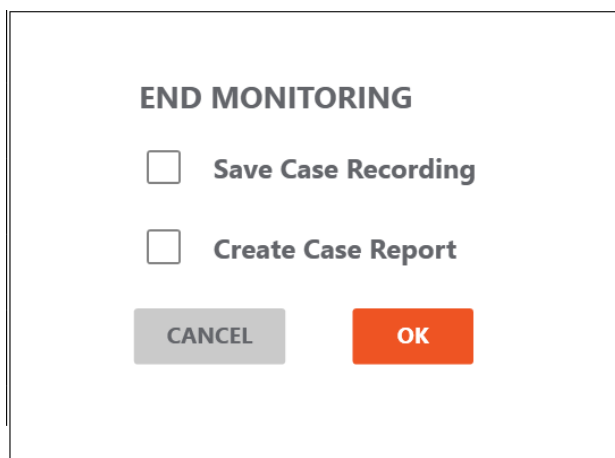 END MONITORING
Save Case Recording
Create Case Report
CANCEL OK